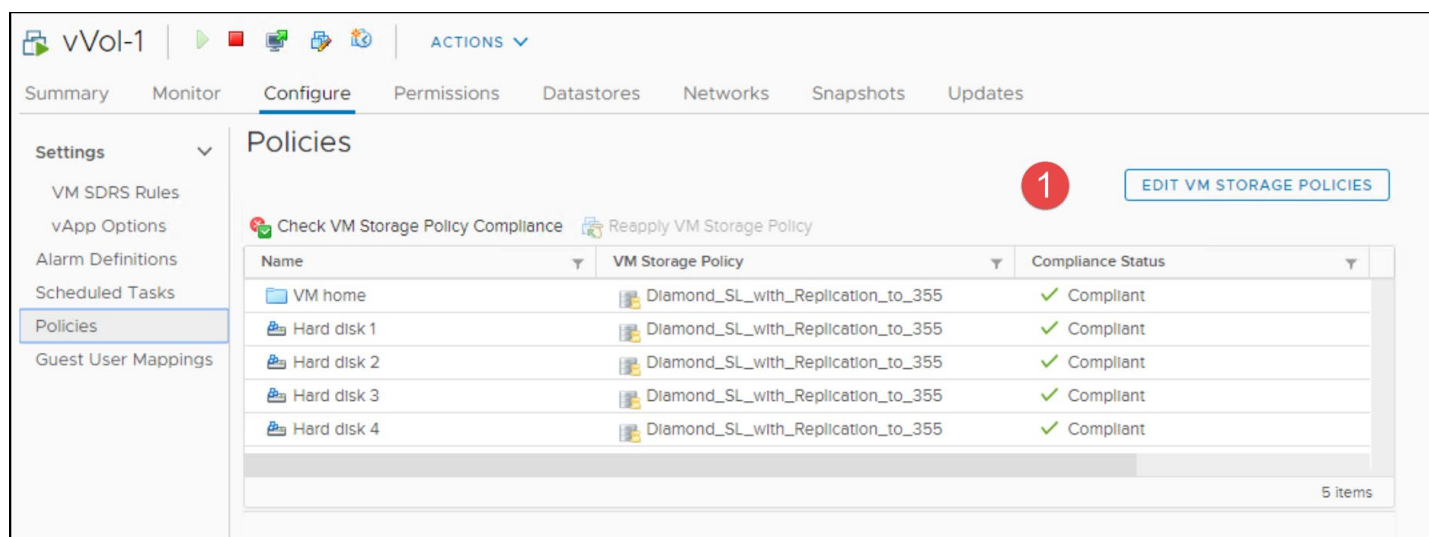 vVol-1 ACTIONS
Summary Monitor Configure Permissions Datastores Networks Snapshots Updates
Settings
VM SDRS Rules
vApp Options
Alarm Definitions
Scheduled Tasks
Policies
Guest User Mappings
Policies
1
EDIT VM STORAGE POLICIES
Check VM Storage Policy Compliance Reapply VM Storage Policy
Name VM Storage Policy Compliance Status
VM home Diamond_SL_with_Replication_to_355 Compliant
Hard disk 1 Diamond_SL_with_Replication_to_355 Compliant
Hard disk 2 Diamond_SL_with_Replication_to_355 Compliant
Hard disk 3 Diamond_SL_with_Replication_to_355 Compliant
Hard disk 4 Diamond_SL_with_Replication_to_355 Compliant
5 items